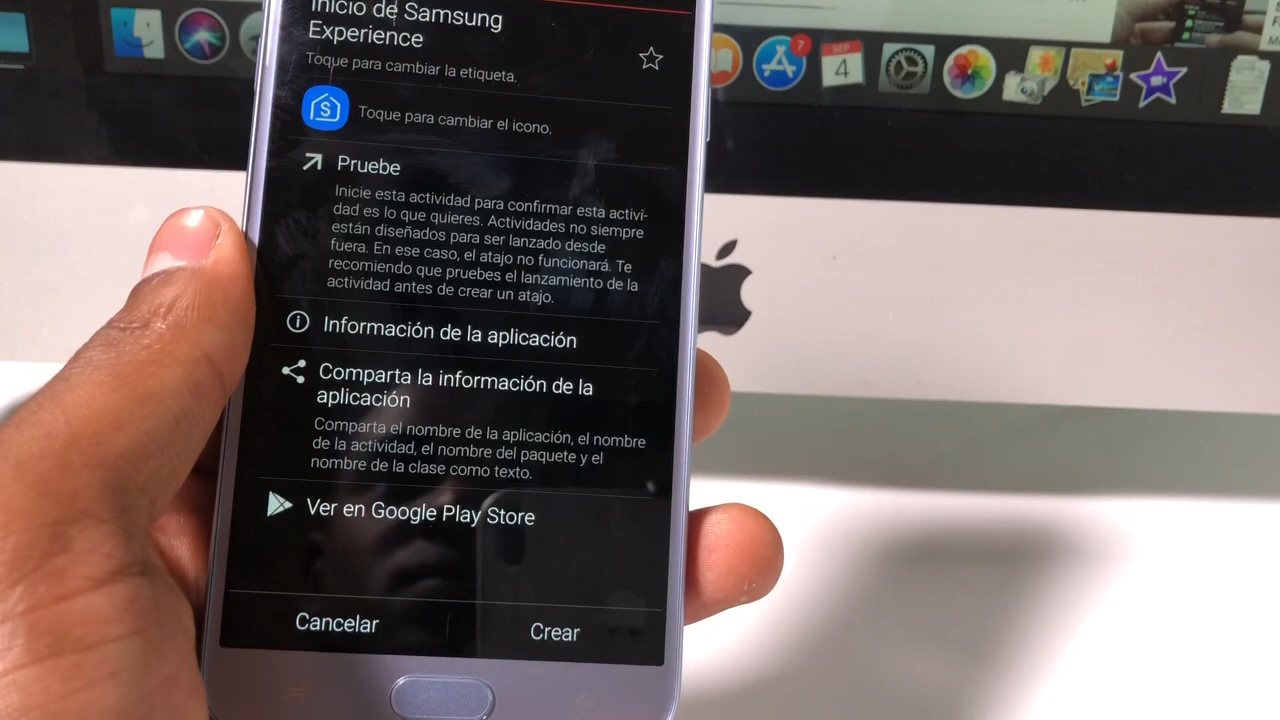 Inicio de Samsung
Experience
Toque para cambiar la etiqueta.
S
Toque para cambiar el icono.
Pruebe
Inicie esta actividad para confirmar esta activi-
dad es lo que quieres. Actividades no siempre
están diseñados para ser lanzado desde
fuera. En ese caso, el atajo no funcionará. Te
recomiendo que pruebes el lanzamiento de la
actividad antes de crear un atajo.
Información de la aplicación
Comparta la información de la
aplicación
Comparta el nombre de la aplicación, el nombre
de la actividad, el nombre del paquete y el
nombre de la clase como texto.
Ver en Google Play Store
Cancelar
Crear
7
SEP
4